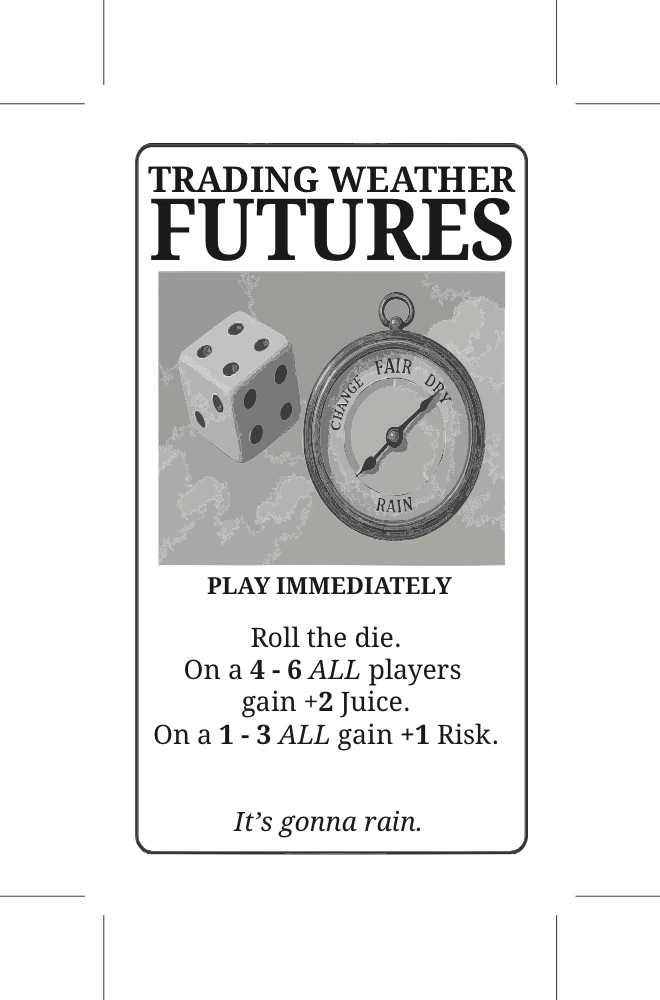 TRADING WEATHER
FUTURES
CHANGE FAIR DRY
RAIN
PLAY IMMEDIATELY
Roll the die.
On a 4 - 6 ALL players
gain +2 Juice.
On a 1 - 3 ALL gain +1 Risk.
It’s gonna rain.